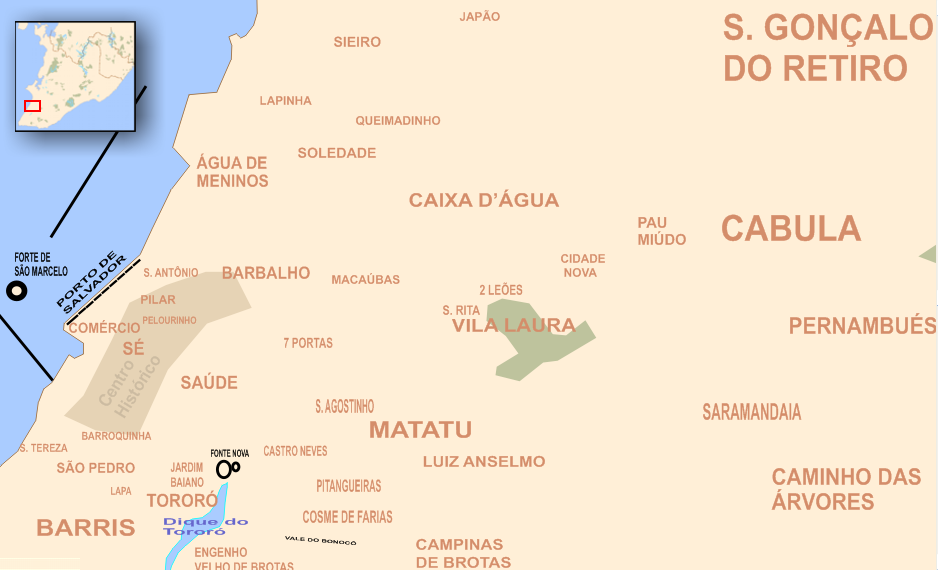 JAPÃO
S. GONÇALO
DO RETIRO
SIEIRO
LAPINHA
QUEIMADINHO
SOLEDADE
ÁGUA DE
MENINOS
CAIXA D'ÁGUA
PAU
MIÚDO
CABULA
FORTE DE
SÃO MARCELO
PORTO DE
SALVADOR
S. ANTÔNIO
BARBALHO
MACAÚBAS
CIDADE
NOVA
2 LEÕES
PILAR
S. RITA
PELOURINHO
COMÉRCIO
VILA LAURA
PERNAMBUÉS
SÉ
7 PORTAS
Centro
Histórico
SAÚDE
S. AGOSTINHO
SARAMANDAIA
MATATU
BARROQUINHA
S. TEREZA
FONTE NOVA
CASTRO NEVES
LUIZ ANSELMO
SÃO PEDRO
JARDIM
BAIANO
CAMINHO DAS
ÁRVORES
LAPA
TORORÓ
PITANGUEIRAS
BARRIS
Dique do
Tororó
COSME DE FARIAS
VALE DO BONOCÔ
CAMPINAS
DE BROTAS
ENGENHO
VELHO DE BROTAS